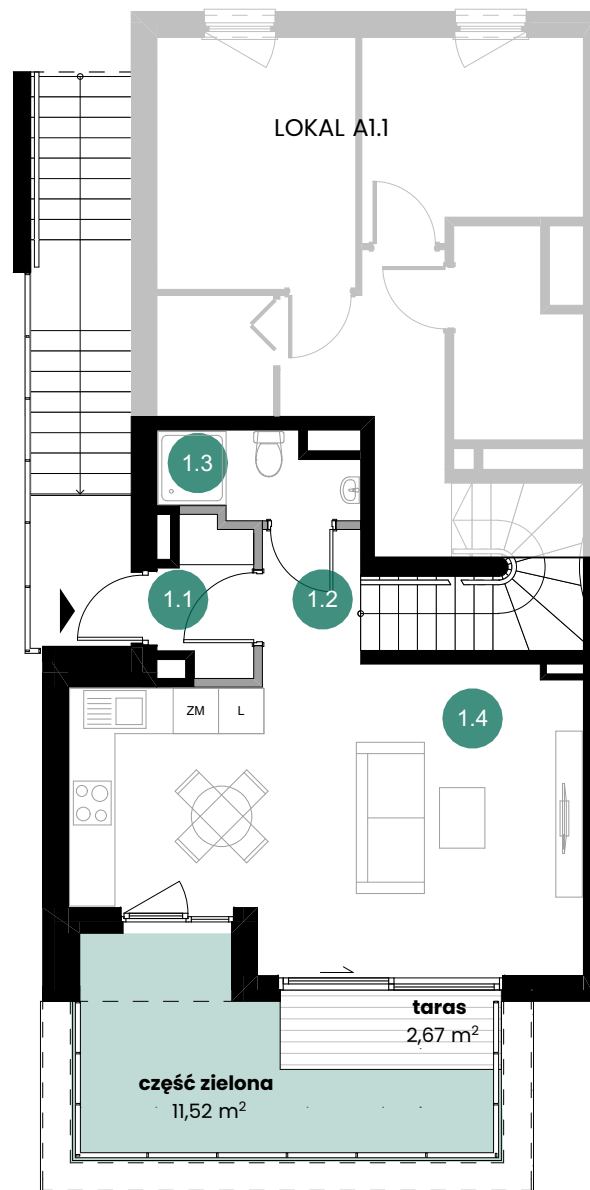 LOKAL A1.1
1.3
1.1
1.2
1.4
ZM
L
taras
2,67 m²
część zielona
11,52 m²